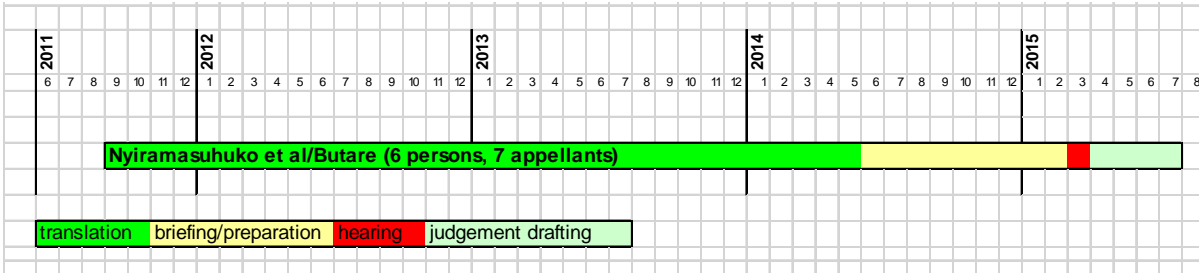 2011 2012 2013 2014 2015
6 7 8 9 10 11 12 1 2 3 4 5 6 7 8 9 10 11 12 1 2 3 4 5 6 7 8 9 10 11 12 1 2 3 4 5 6 7 8 9 10 11 12 1 2 3 4 5 6 7 8
Nyiramasuhuko et al/Butare (6 persons, 7 appellants)
translation briefing/preparation hearing judgement drafting